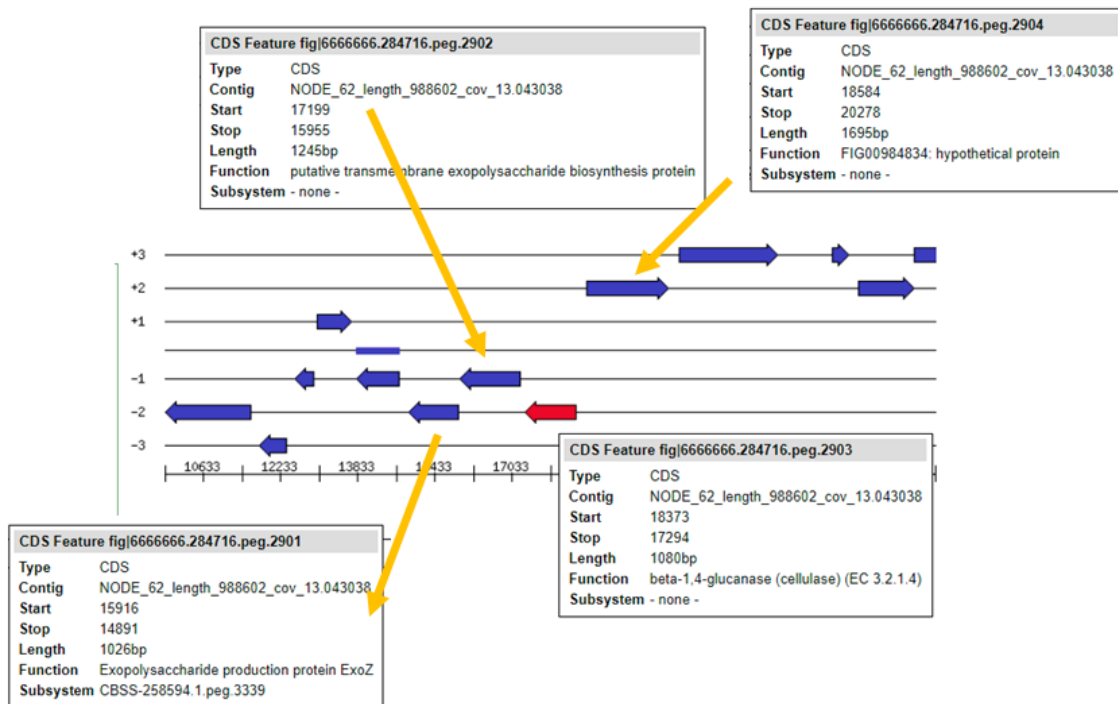 CDS Feature fig|6666666.284716.peg.2902
Type CDS
Contig NODE_62_length_988602_cov_13.043038
Start 17199
Stop 15955
Length 1245bp
Function putative transmembrane exopolysaccharide biosynthesis protein
Subsystem - none -
CDS Feature fig|6666666.284716.peg.2904
Type CDS
Contig NODE_62_length_988602_cov_13.043038
Start 18584
Stop 20278
Length 1695bp
Function FIG00984834: hypothetical protein
Subsystem - none -
+3
+2
+1
-1
-2
-3
10633 12233 13833 433 17033
CDS Feature fig|6666666.284716.peg.2903
Type CDS
Contig NODE_62_length_988602_cov_13.043038
Start 18373
Stop 17294
Length 1080bp
Function beta-1,4-glucanase (cellulase) (EC 3.2.1.4)
Subsystem - none -
CDS Feature fig|6666666.284716.peg.2901
Type CDS
Contig NODE_62_length_988602_cov_13.043038
Start 15916
Stop 14891
Length 1026bp
Function Exopolysaccharide production protein ExoZ
Subsystem CBSS-258594.1.peg.3339